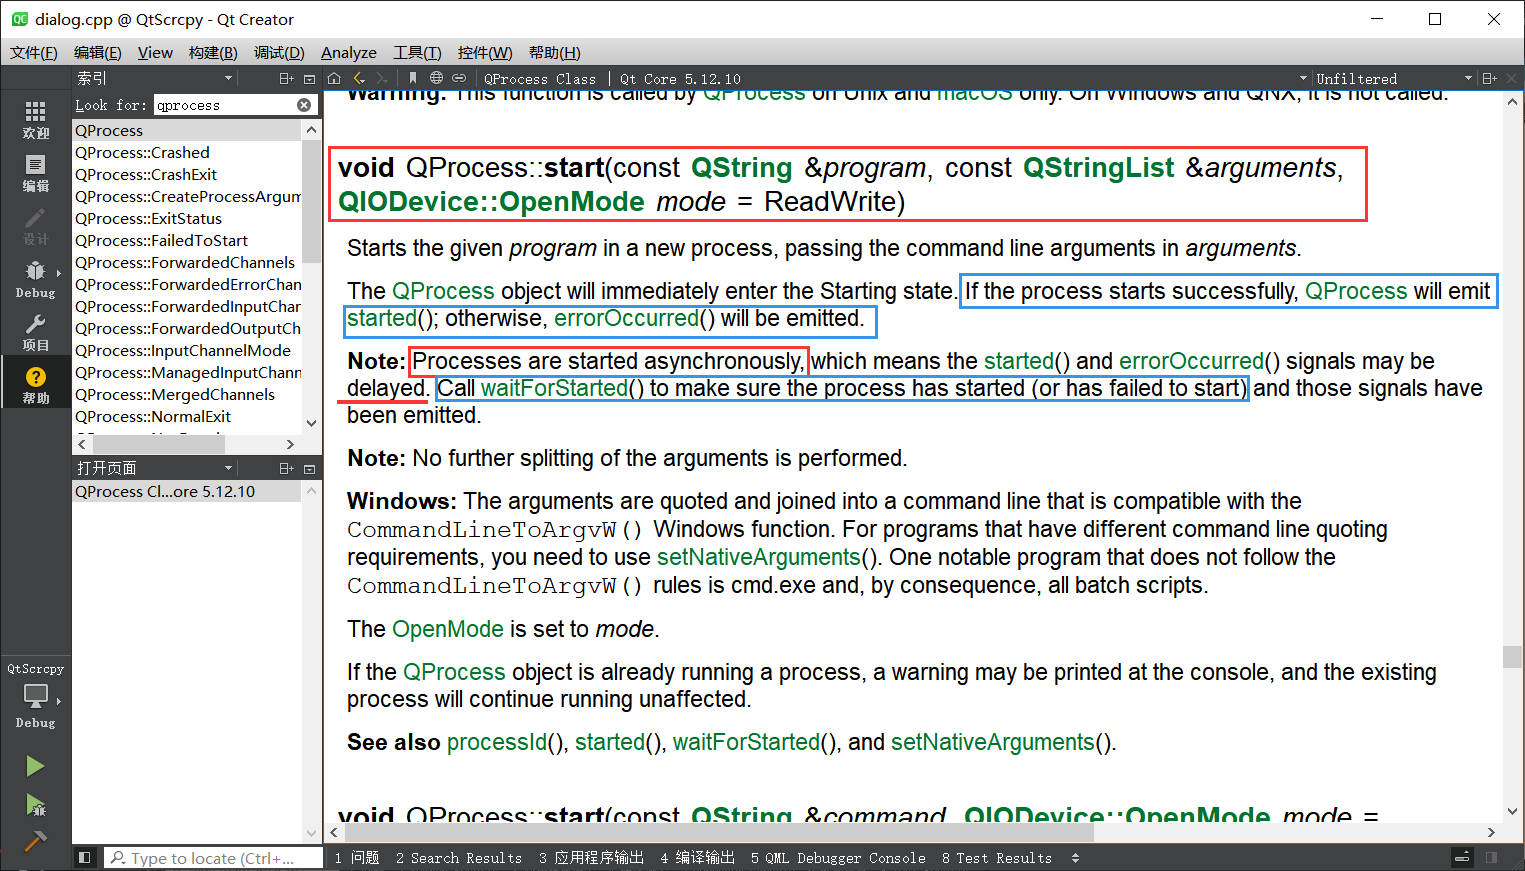 dialog.cpp @ QtScrcpy - Qt Creator
文件(F) 编辑(E) View 构建(B) 调试(D) Analyze 工具(T) 控件(W) 帮助(H)
索引
QProcess Class | Qt Core 5.12.10
Unfiltered
Look for: qprocess
QProcess
QProcess::Crashed
QProcess::CrashExit
QProcess::CreateProcessArgum
QProcess::ExitStatus
QProcess::FailedToStart
QProcess::ForwardedChannels
QProcess::ForwardedErrorChan
QProcess::ForwardedInputChar
QProcess::ForwardedOutputCh
QProcess::InputChannelMode
QProcess::ManagedInputChann
QProcess::MergedChannels
QProcess::NormalExit
打开页面
QProcess Cl...ore 5.12.10
欢迎
编辑
设计
Debug
项目
帮助
QtScrcpy
Debug
Warning: This function is called by QProcess on Unix and macOS only. On Windows and QNX, it is not called.
void QProcess::start(const QString &program, const QStringList &arguments,
QIODevice::OpenMode mode = ReadWrite)
Starts the given program in a new process, passing the command line arguments in arguments.
The QProcess object will immediately enter the Starting state. If the process starts successfully, QProcess will emit
started(); otherwise, errorOccurred() will be emitted.
Note: Processes are started asynchronously, which means the started() and errorOccurred() signals may be
delayed. Call waitForStarted() to make sure the process has started (or has failed to start) and those signals have
been emitted.
Note: No further splitting of the arguments is performed.
Windows: The arguments are quoted and joined into a command line that is compatible with the
CommandLineToArgvW() Windows function. For programs that have different command line quoting
requirements, you need to use setNativeArguments(). One notable program that does not follow the
CommandLineToArgvW() rules is cmd.exe and, by consequence, all batch scripts.
The OpenMode is set to mode.
If the QProcess object is already running a process, a warning may be printed at the console, and the existing
process will continue running unaffected.
See also processId(), started(), waitForStarted(), and setNativeArguments().
void QProcess::start(const QString &command, QIODevice::OpenMode mode =
Type to locate (Ctrl+...
1 问题 2 Search Results 3 应用程序输出 4 编译输出 5 QML Debugger Console 8 Test Results